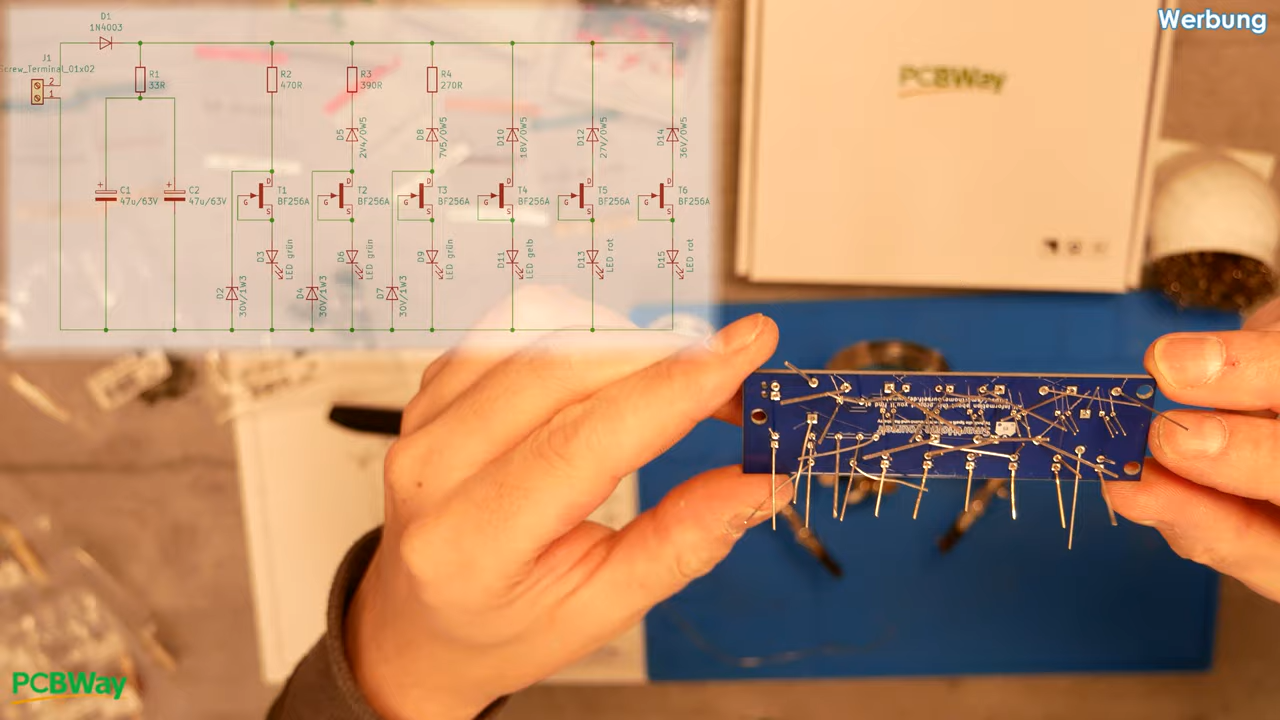 Werbung
D1
1N4003
J1
Screw_Terminal_01x02
2
1
R1
33R
R2
470R
R3
390R
R4
270R
D5
2V4/0W5
D8
7V5/0W5
D10
18V/0W5
D12
27V/0W5
D14
36V/0W5
C1
47u/63V
C2
47u/63V
D
G
S
T1
BF256A
D
G
S
T2
BF256A
D
G
S
T3
BF256A
D
G
S
T4
BF256A
D
G
S
T5
BF256A
D
G
S
T6
BF256A
D3
LED grün
D6
LED grün
D9
LED grün
D11
LED gelb
D13
LED rot
D15
LED rot
D2
30V/1W3
D4
30V/1W3
D7
30V/1W3
PCBWay
PCBWay